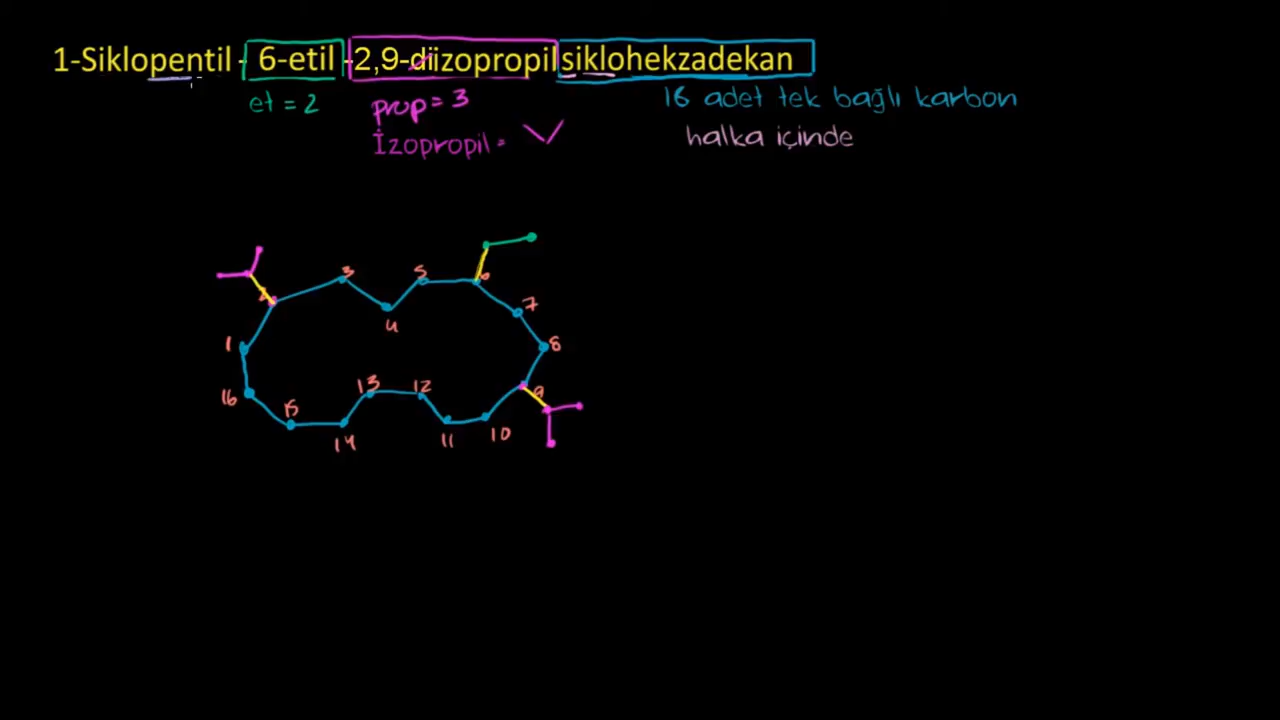 1-Siklopentil - 6-etil -2,9-diizopropilsiklohekzadekan
et = 2
prop = 3
16 adet tek bağlı karbon
İzopropil =
halka içinde
3
5
6
2
7
4
1
8
13
12
9
16
15
14
11
10